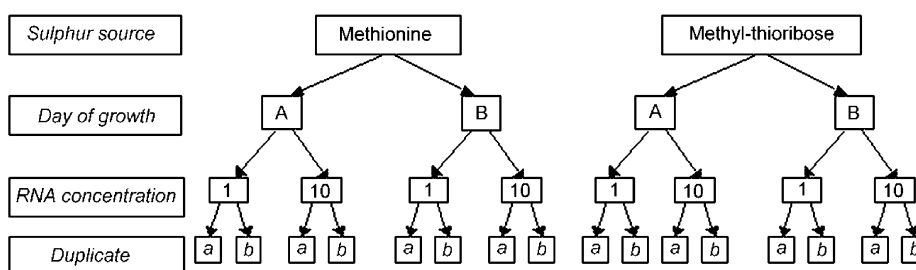 Sulphur source Methionine Methyl-thioribose
Day of growth A B A B
RNA concentration 1 10 1 10 1 10 1 10
Duplicate a b a b a b a b a b a b a b a b